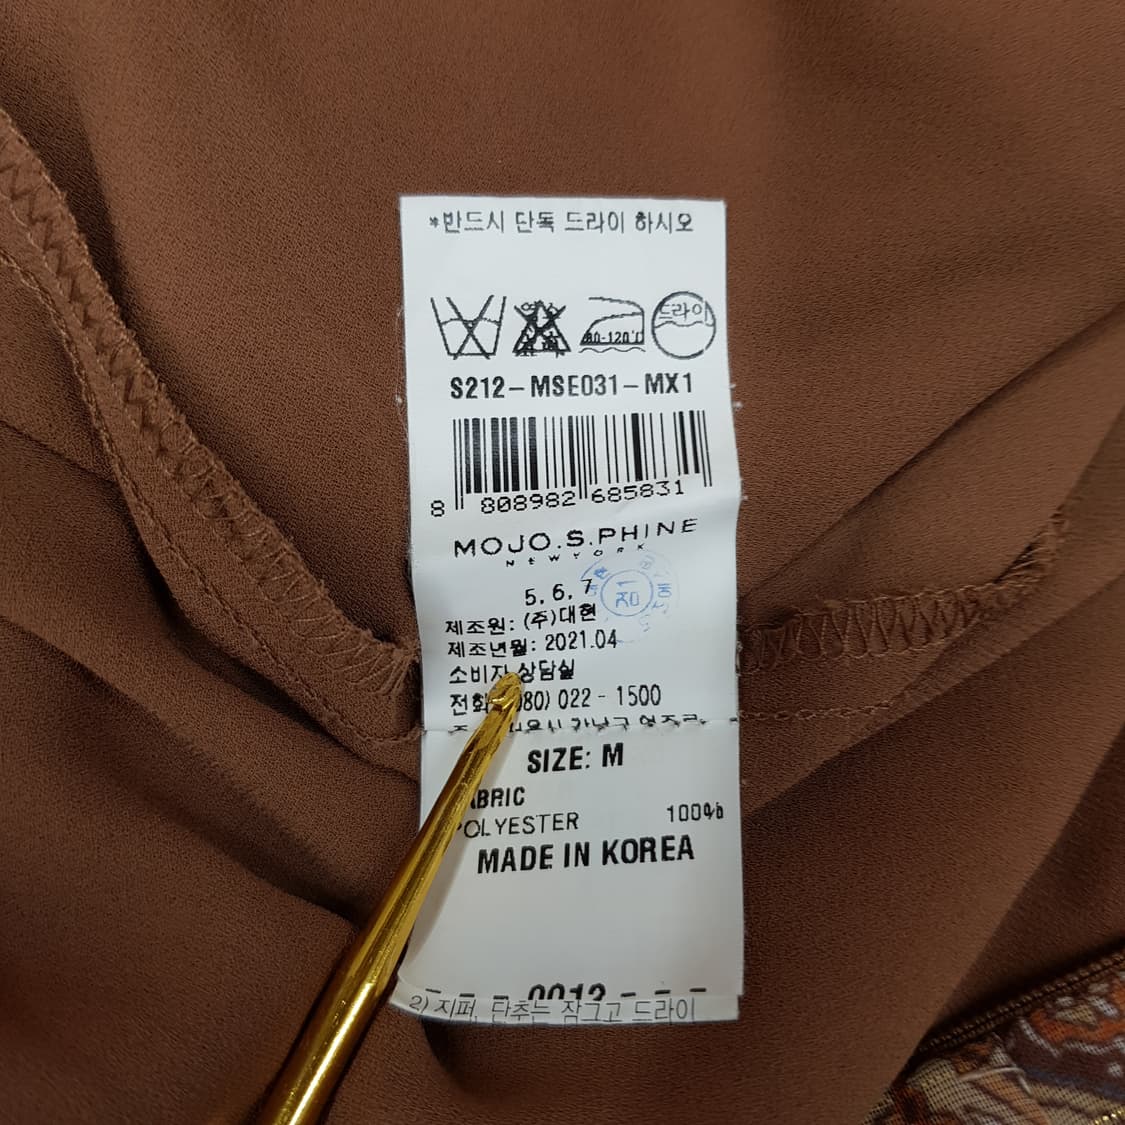 *반드시 단독 드라이 하시오
80-120℃ 드라이
S212-MSE031-MX1
8 808982 685831
MOJO.S.PHINE
NEWYORK
5, 6, 7
제조원: (주)대현
제조년월: 2021.04
소비자 상담실
전화 080) 022-1500
SIZE: M
ABRIC
POLYESTER 100%
MADE IN KOREA
--- 0013 ---
2) 지퍼, 단추는 잠그고 드라이